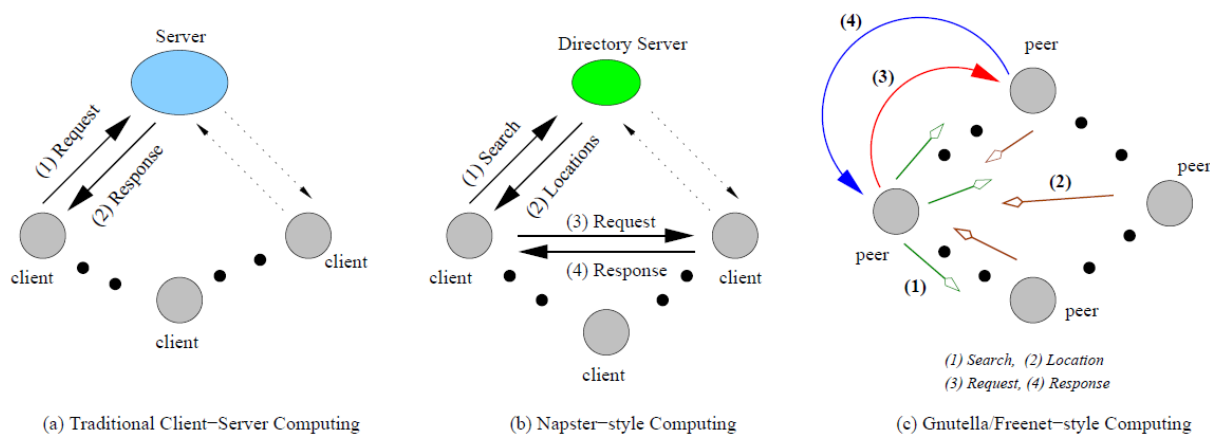 Server
(1) Request
(2) Response
client
client
client
(a) Traditional Client-Server Computing
Directory Server
(1) Search
(2) Locations
(3) Request
(4) Response
client
client
client
(b) Napster-style Computing
(4)
peer
(3)
(2)
peer
peer
(1)
peer
(1) Search, (2) Location
(3) Request, (4) Response
(c) Gnutella/Freenet-style Computing